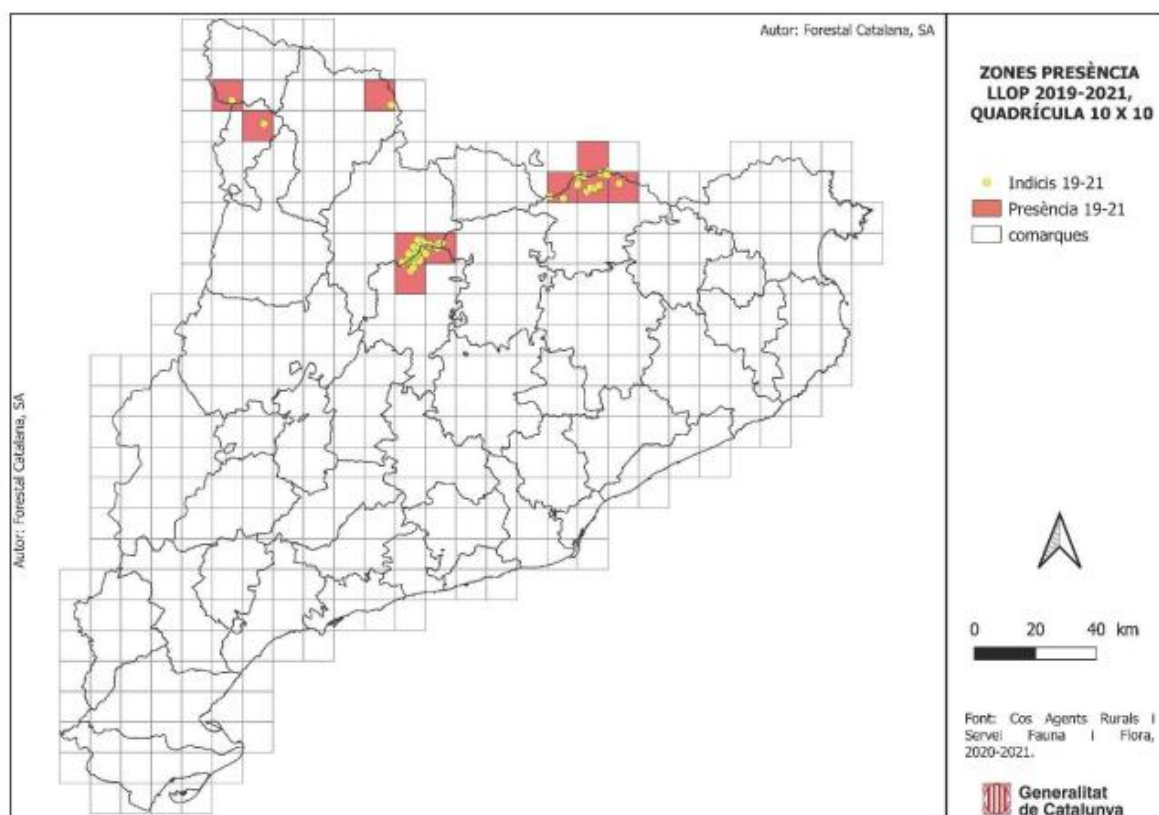 Autor: Forestal Catalana, SA
Autor: Forestal Catalana, SA
ZONES PRESÈNCIA
LLOP 2019-2021,
QUADRÍCULA 10 X 10
Indicis 19-21
Presència 19-21
comarques
0 20 40 km
Font: Cos Agents Rurals i
Servei Fauna i Flora,
2020-2021.
Generalitat
de Catalunya